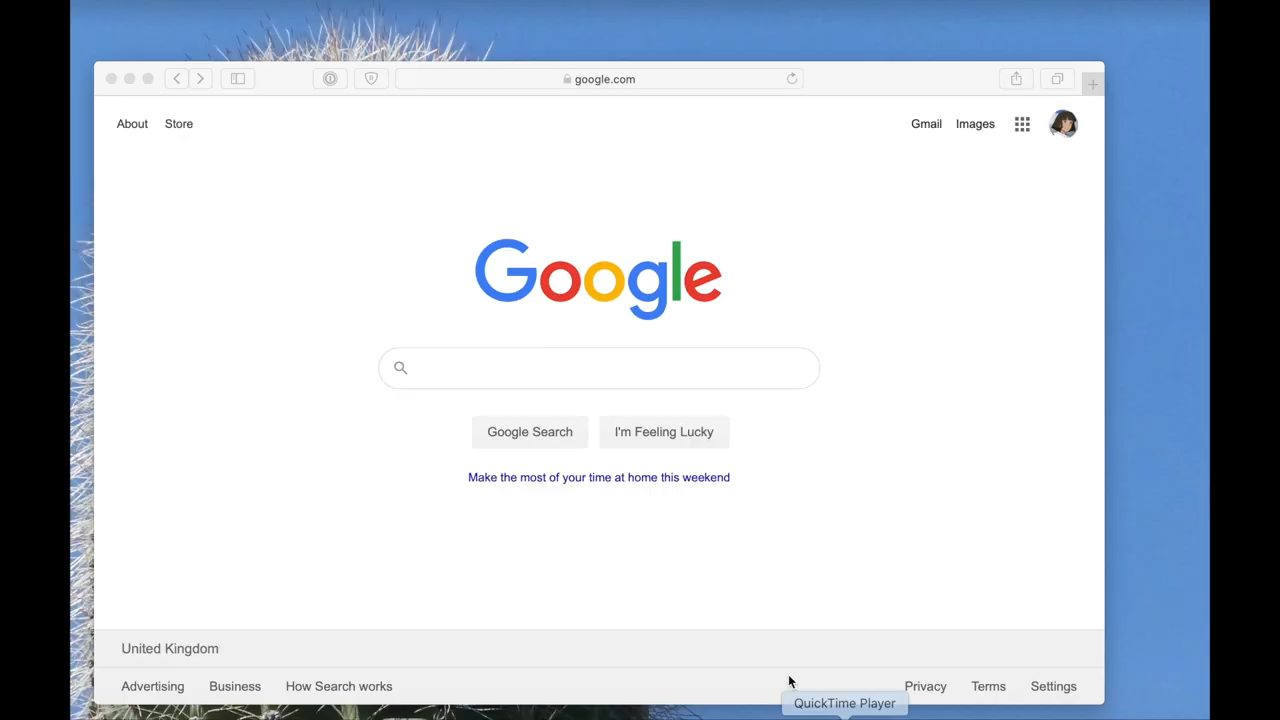 google.com
About Store Gmail Images
Google
Google Search I'm Feeling Lucky
Make the most of your time at home this weekend
United Kingdom
Advertising Business How Search works Privacy Terms Settings
QuickTime Player